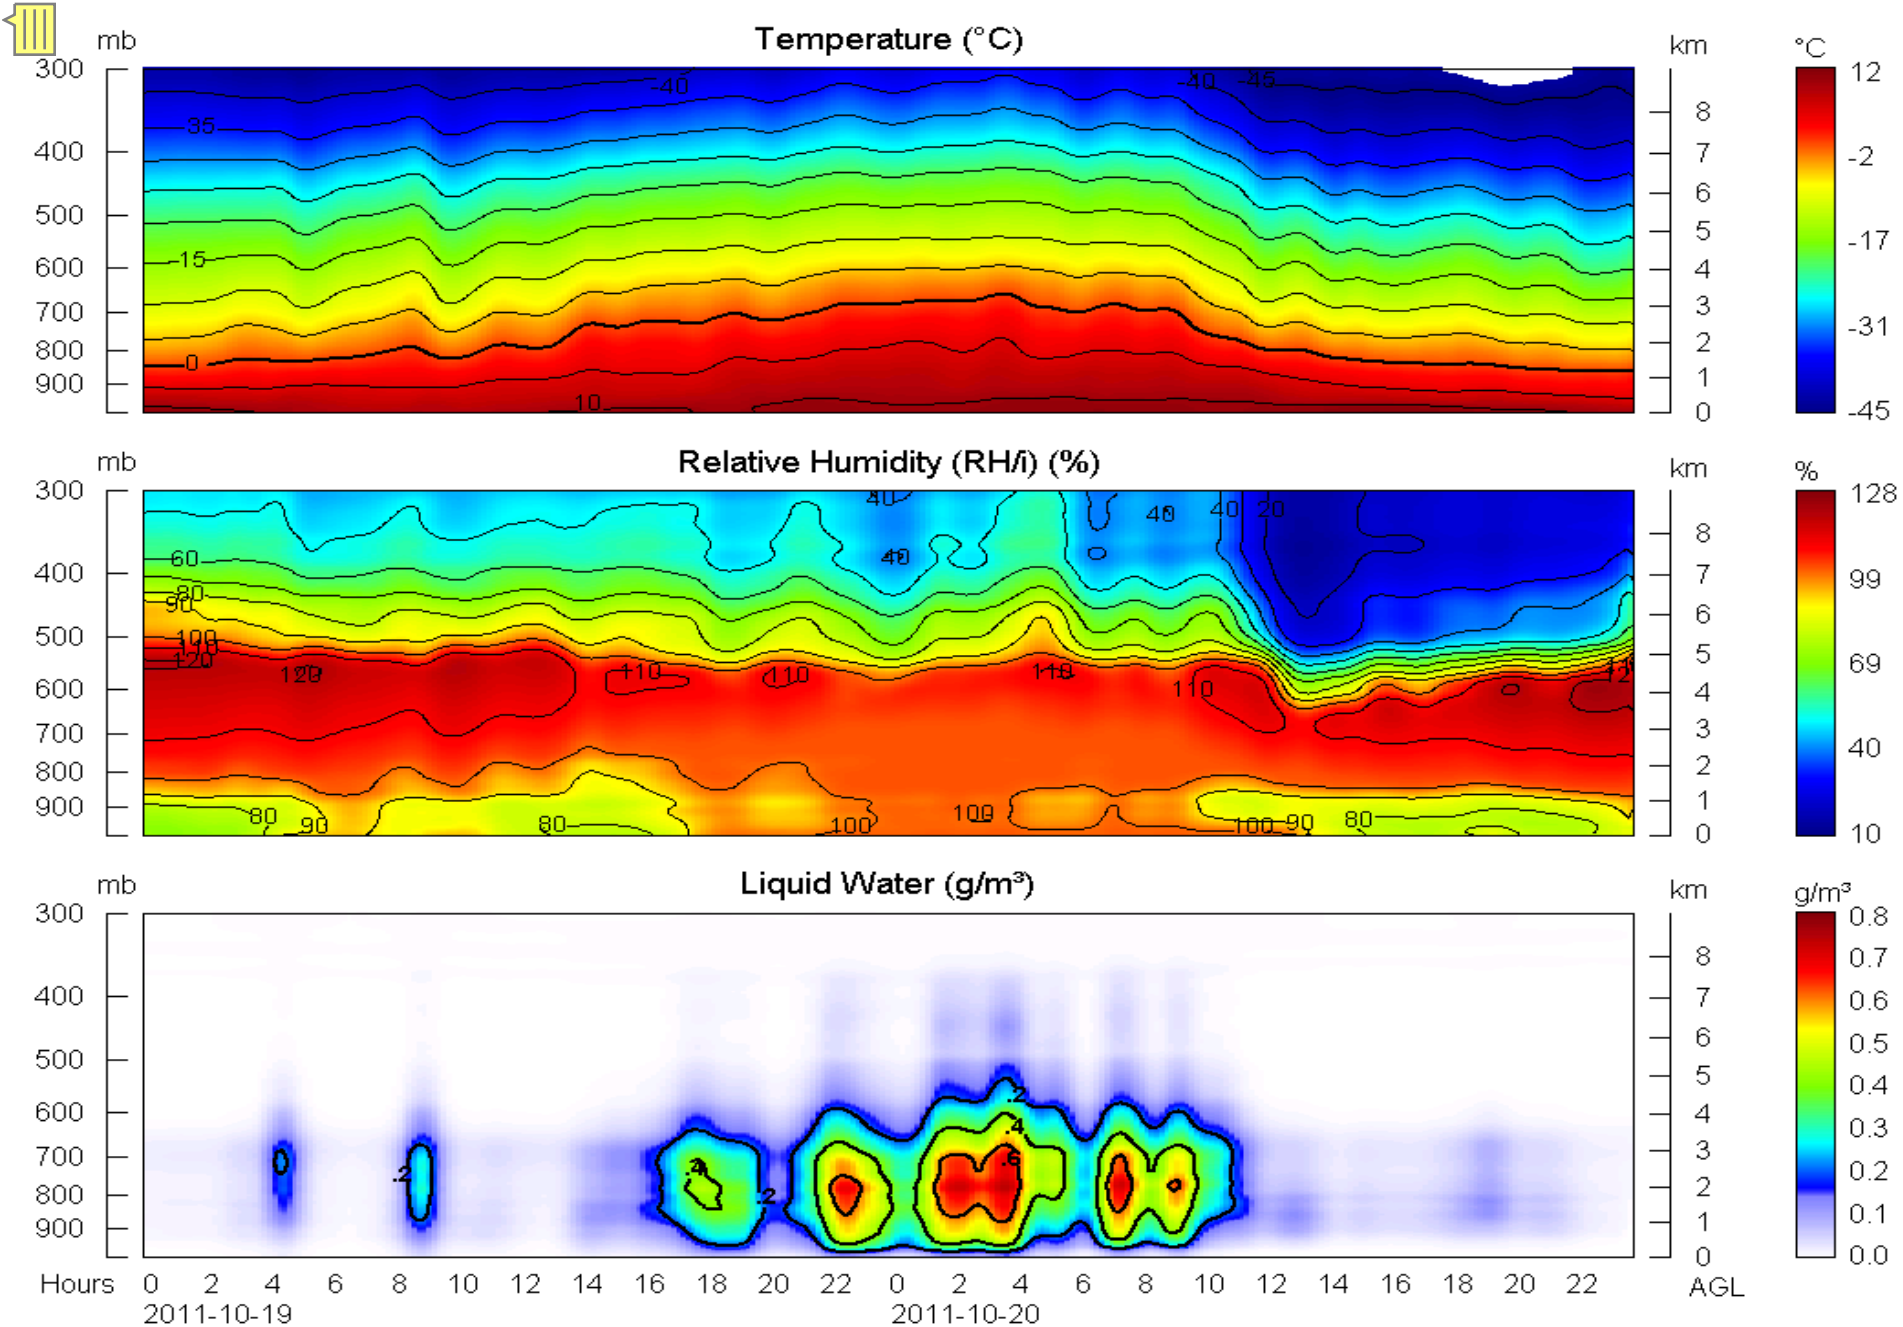 Temperature (°C)
mb km °C
300 12
-40 -40 -45
8
-35
400 7 -2
6
500 5 -17
-15
600 4
700 3 -31
800 2
0
900 1
10
0 -45
Relative Humidity (RH/i) (%)
mb km %
300 128
40 40 40 20
8
60 40
400 7 99
80
90 6
500 100
110 5 69
120 120 110 110 110
600 110 4
700 3 40
800 2
900 1
80 90 80 100 100 100 90 80
0 10
Liquid Water (g/m³)
mb km g/m³
300 0.8
8 0.7
400 7 0.6
6
500 0.5
5
.2 0.4
600 4
.4 0.3
700 3
.2 .4 .6 0.2
800 .2 2
900 1 0.1
0 0.0
Hours 0 2 4 6 8 10 12 14 16 18 20 22 0 2 4 6 8 10 12 14 16 18 20 22 AGL
2011-10-19 2011-10-20